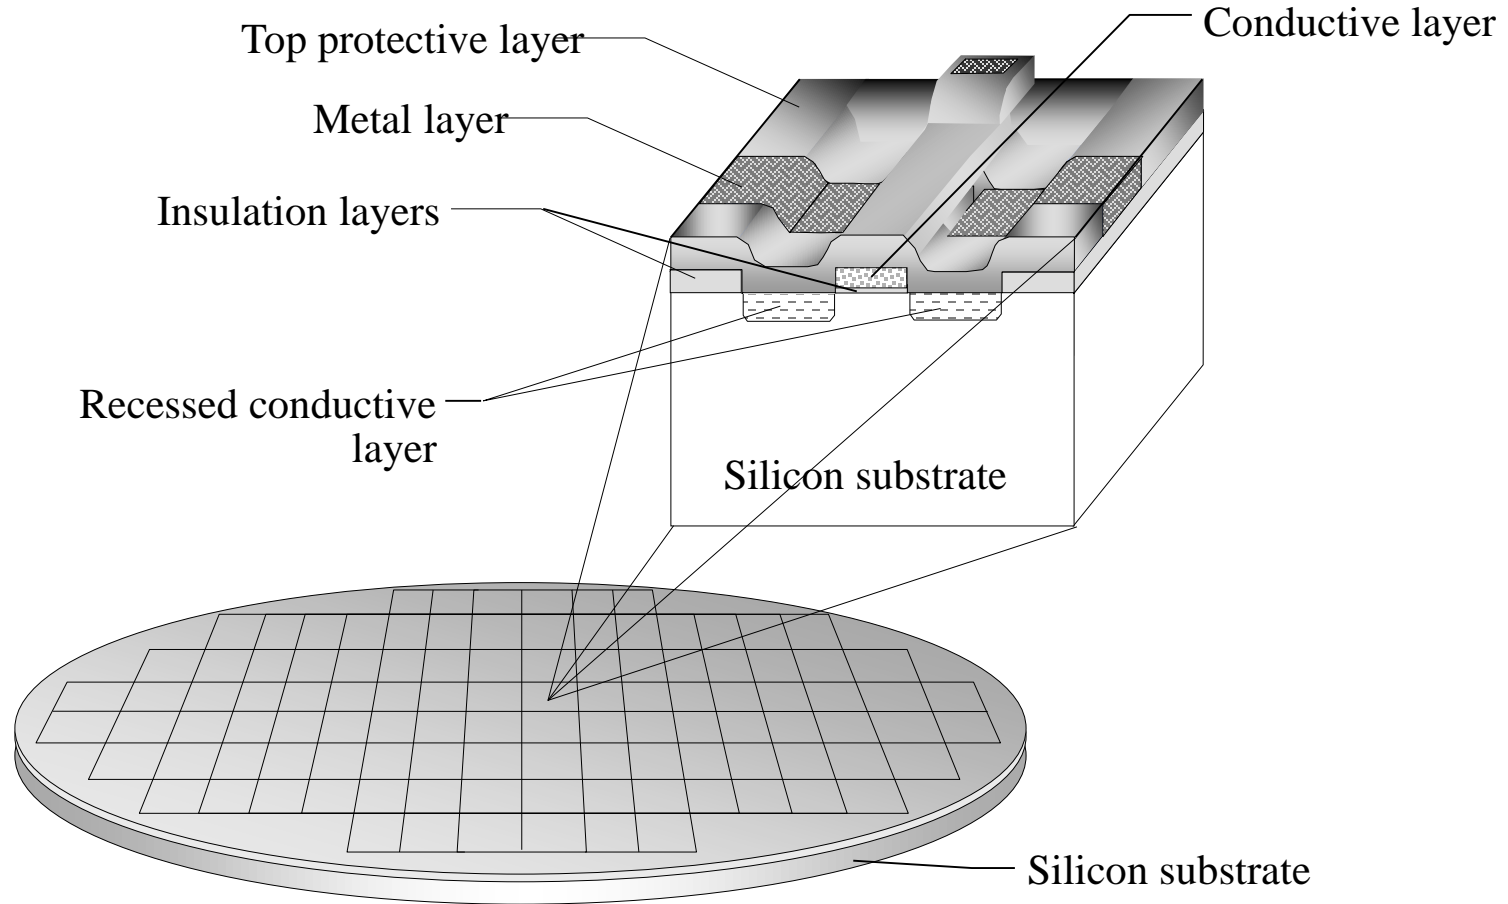 Conductive layer
Top protective layer
Metal layer
Insulation layers
Recessed conductive
layer
Silicon substrate
Silicon substrate